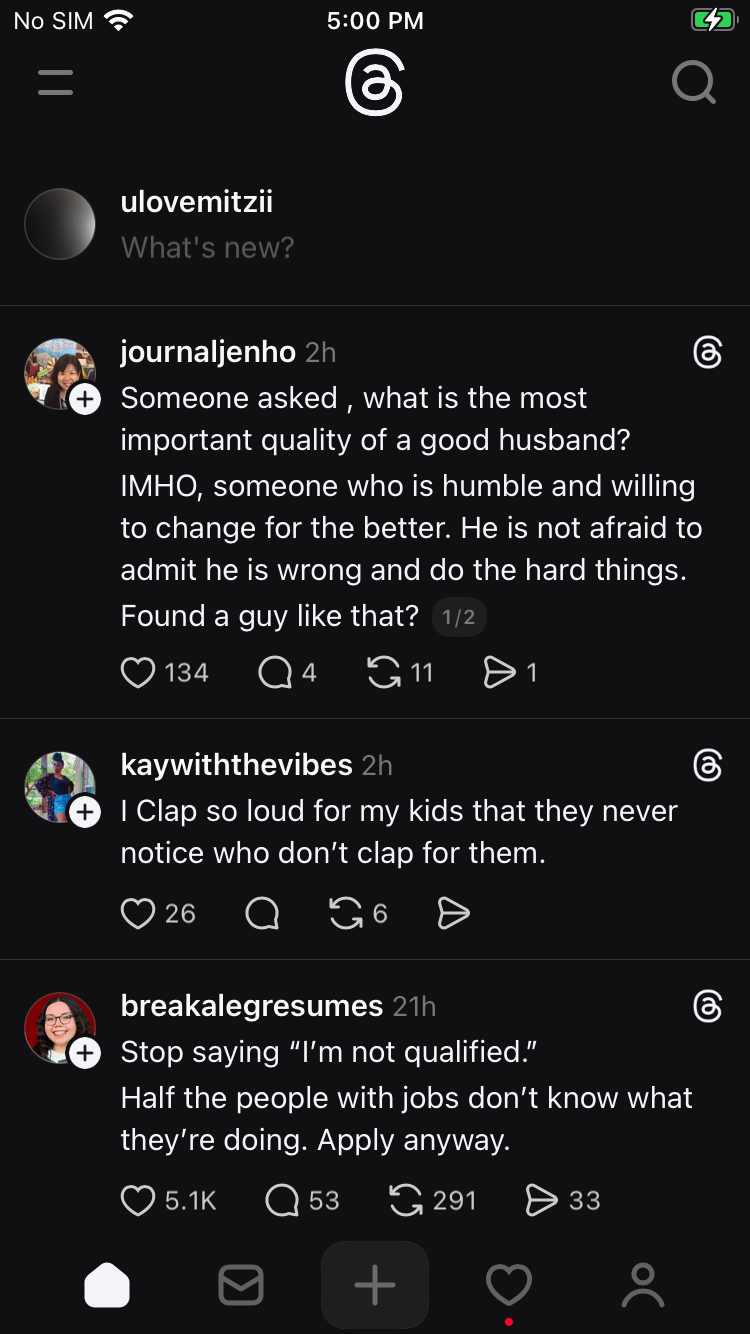 No SIM
5:00 PM
ulovemitzii
What's new?
journaljenho 2h
Someone asked , what is the most
important quality of a good husband?
IMHO, someone who is humble and willing
to change for the better. He is not afraid to
admit he is wrong and do the hard things.
Found a guy like that? 1/2
134 4 11 1
kaywiththevibes 2h
I Clap so loud for my kids that they never
notice who don’t clap for them.
26 6
breakalegresumes 21h
Stop saying “I’m not qualified.”
Half the people with jobs don’t know what
they’re doing. Apply anyway.
5.1K 53 291 33